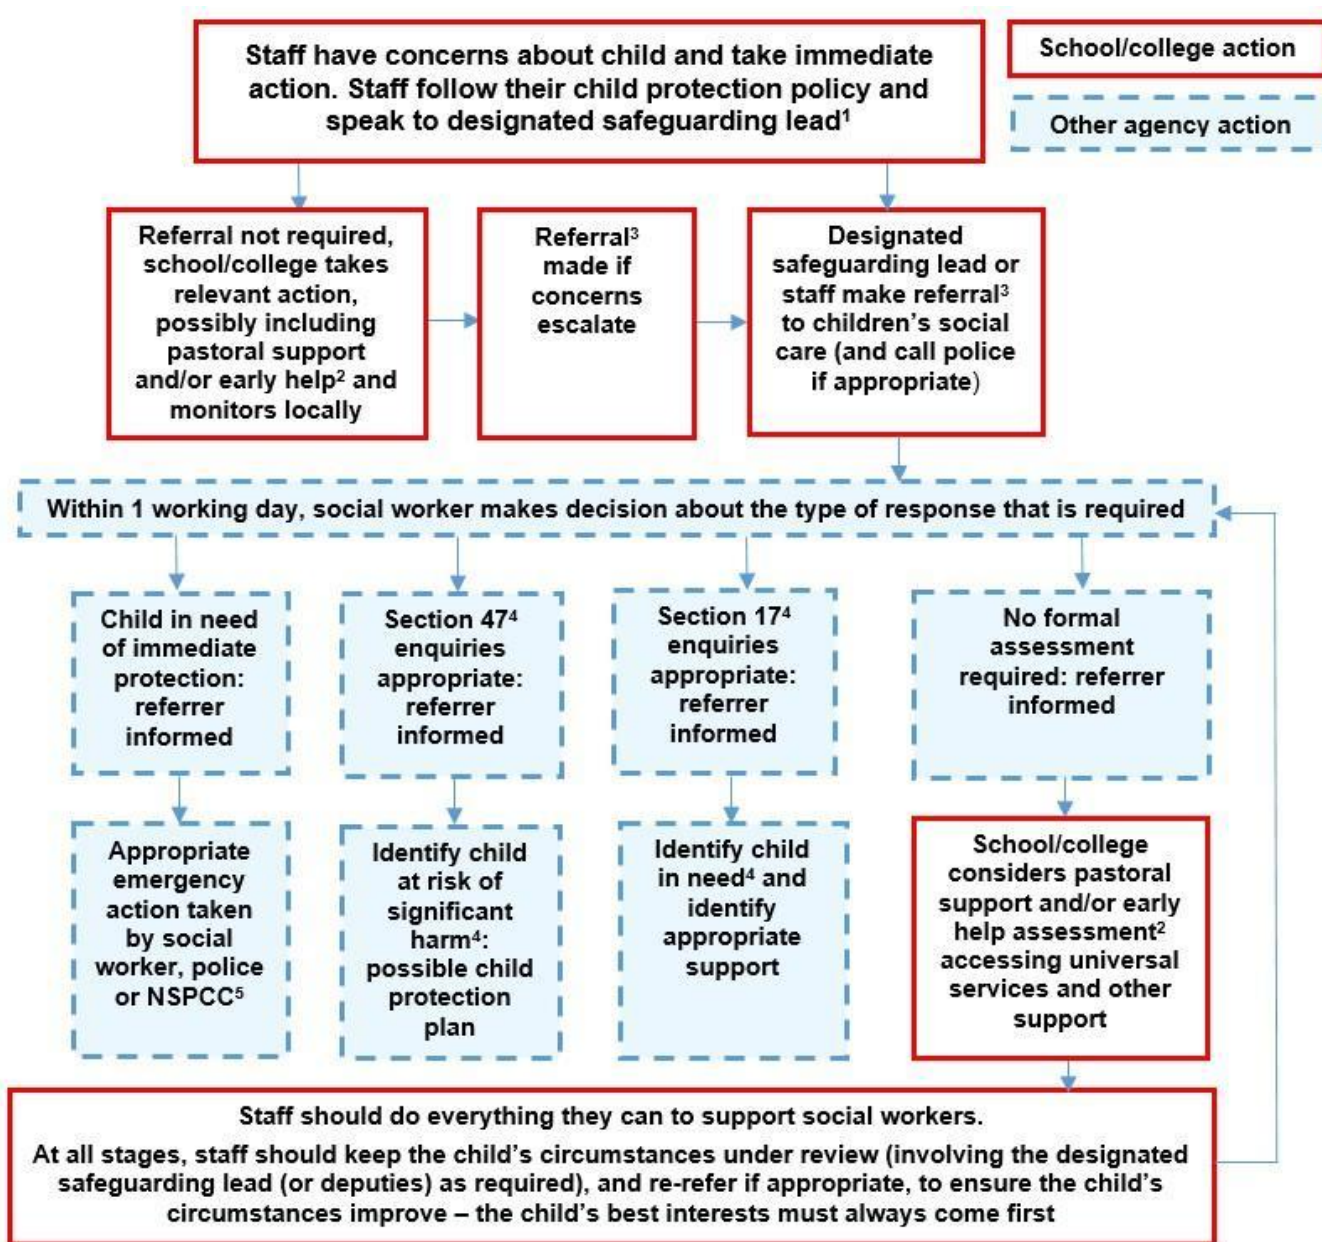 Staff have concerns about child and take immediate
action. Staff follow their child protection policy and
speak to designated safeguarding lead¹
School/college action
Other agency action
Referral not required,
school/college takes
relevant action,
possibly including
pastoral support
and/or early help² and
monitors locally
Referral³
made if
concerns
escalate
Designated
safeguarding lead or
staff make referral³
to children's social
care (and call police
if appropriate)
Within 1 working day, social worker makes decision about the type of response that is required
Child in need
of immediate
protection:
referrer
informed
Section 47⁴
enquiries
appropriate:
referrer
informed
Section 17⁴
enquiries
appropriate:
referrer
informed
No formal
assessment
required: referrer
informed
Appropriate
emergency
action taken
by social
worker, police
or NSPCC⁵
Identify child
at risk of
significant
harm⁴:
possible child
protection
plan
Identify child
in need⁴ and
identify
appropriate
support
School/college
considers pastoral
support and/or early
help assessment²
accessing universal
services and other
support
Staff should do everything they can to support social workers.
At all stages, staff should keep the child's circumstances under review (involving the designated
safeguarding lead (or deputies) as required), and re-refer if appropriate, to ensure the child's
circumstances improve – the child's best interests must always come first